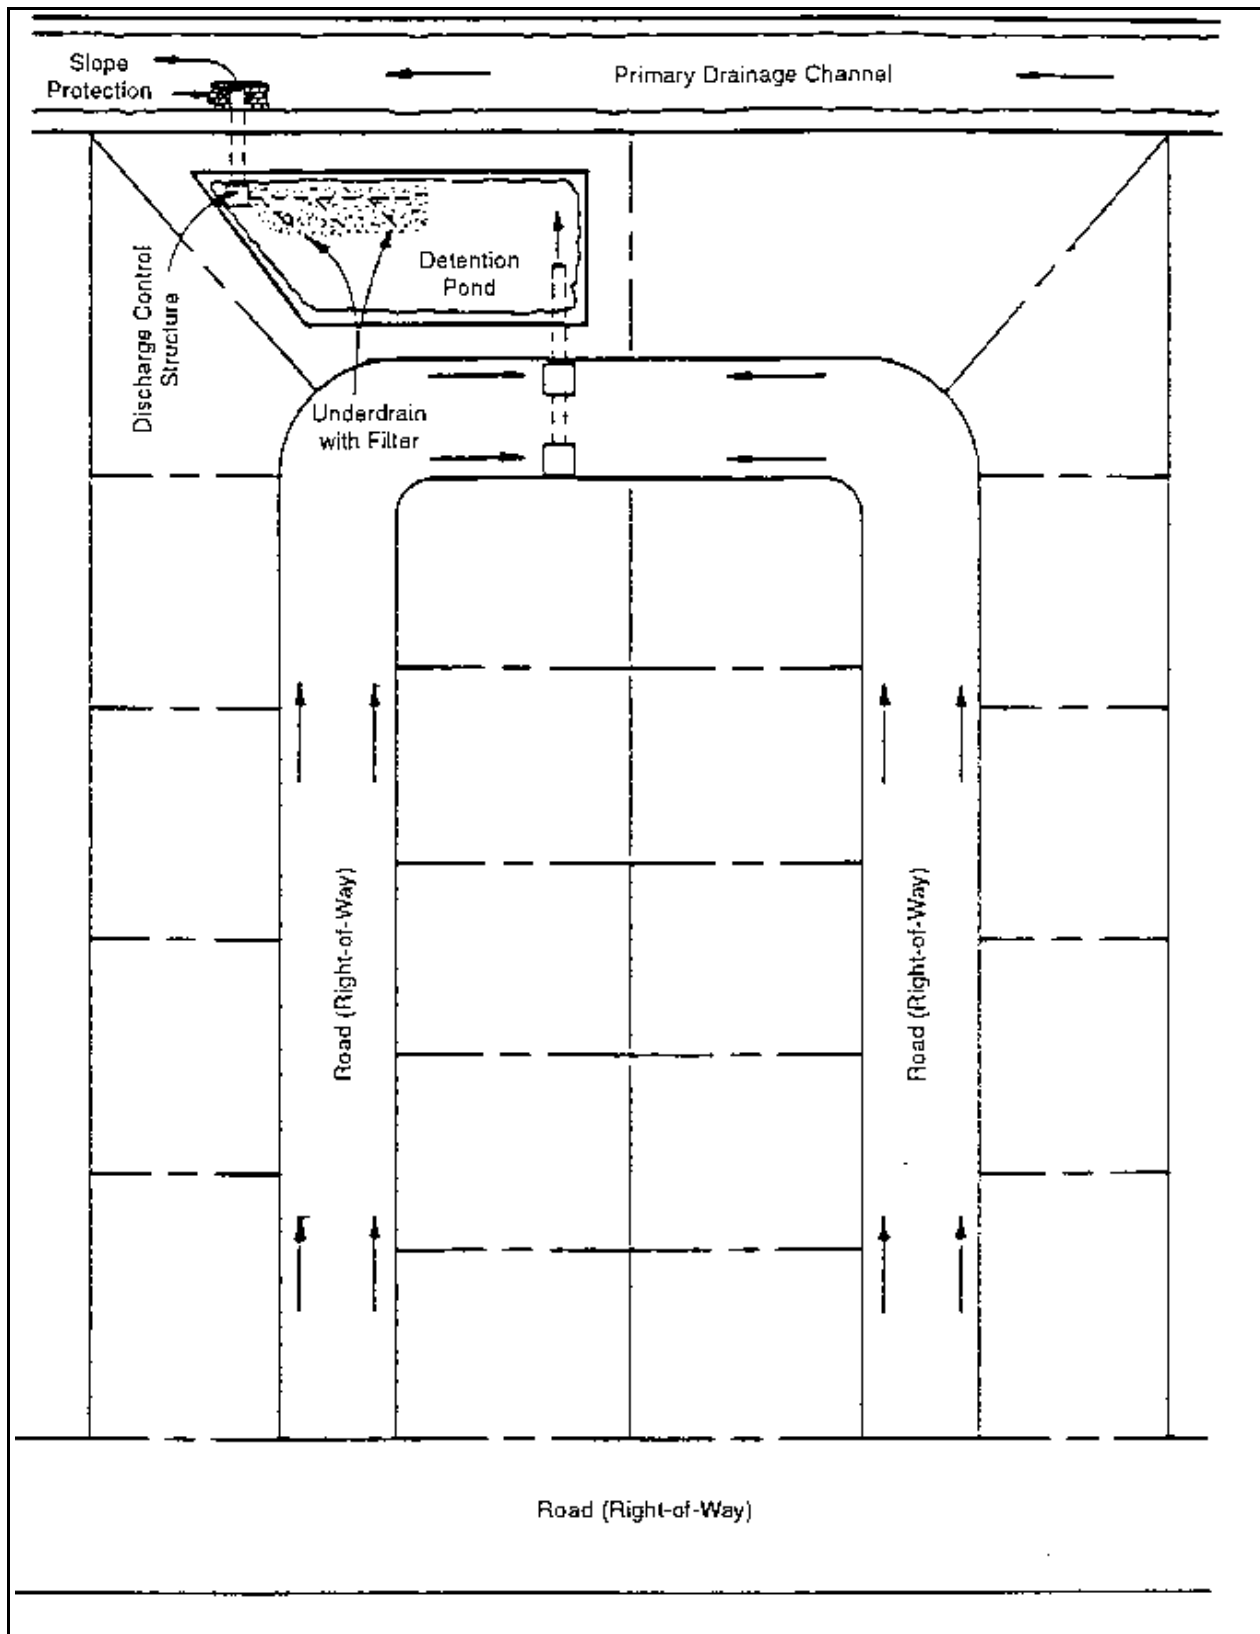 Slope
Protection
Primary Drainage Channel
Detention
Pond
Discharge Control
Structure
Underdrain
with Filter
Road (Right-of-Way)
Road (Right-of-Way)
Road (Right-of-Way)